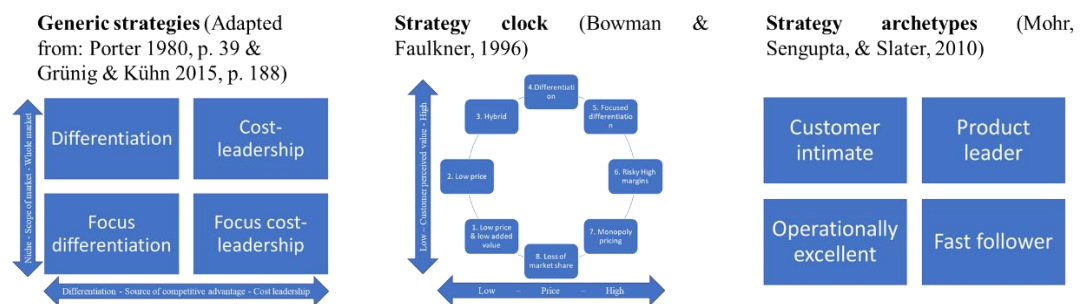 Generic strategies (Adapted
from: Porter 1980, p. 39 &
Grünig & Kühn 2015, p. 188)
Niche - Scope of market - Whole market
Differentiation
Cost-
leadership
Focus
differentiation
Focus cost-
leadership
Differentiation - Source of competitive advantage - Cost leadership
Strategy clock (Bowman &
Faulkner, 1996)
Low – Customer perceived value - High
4.Differentiati
on
3. Hybrid
5. Focused
differentiatio
n
2. Low price
6. Risky High
margins
1. Low price
& low added
value
7. Monopoly
pricing
8. Loss of
market share
Low – Price – High
Strategy archetypes (Mohr,
Sengupta, & Slater, 2010)
Customer
intimate
Product
leader
Operationally
excellent
Fast follower